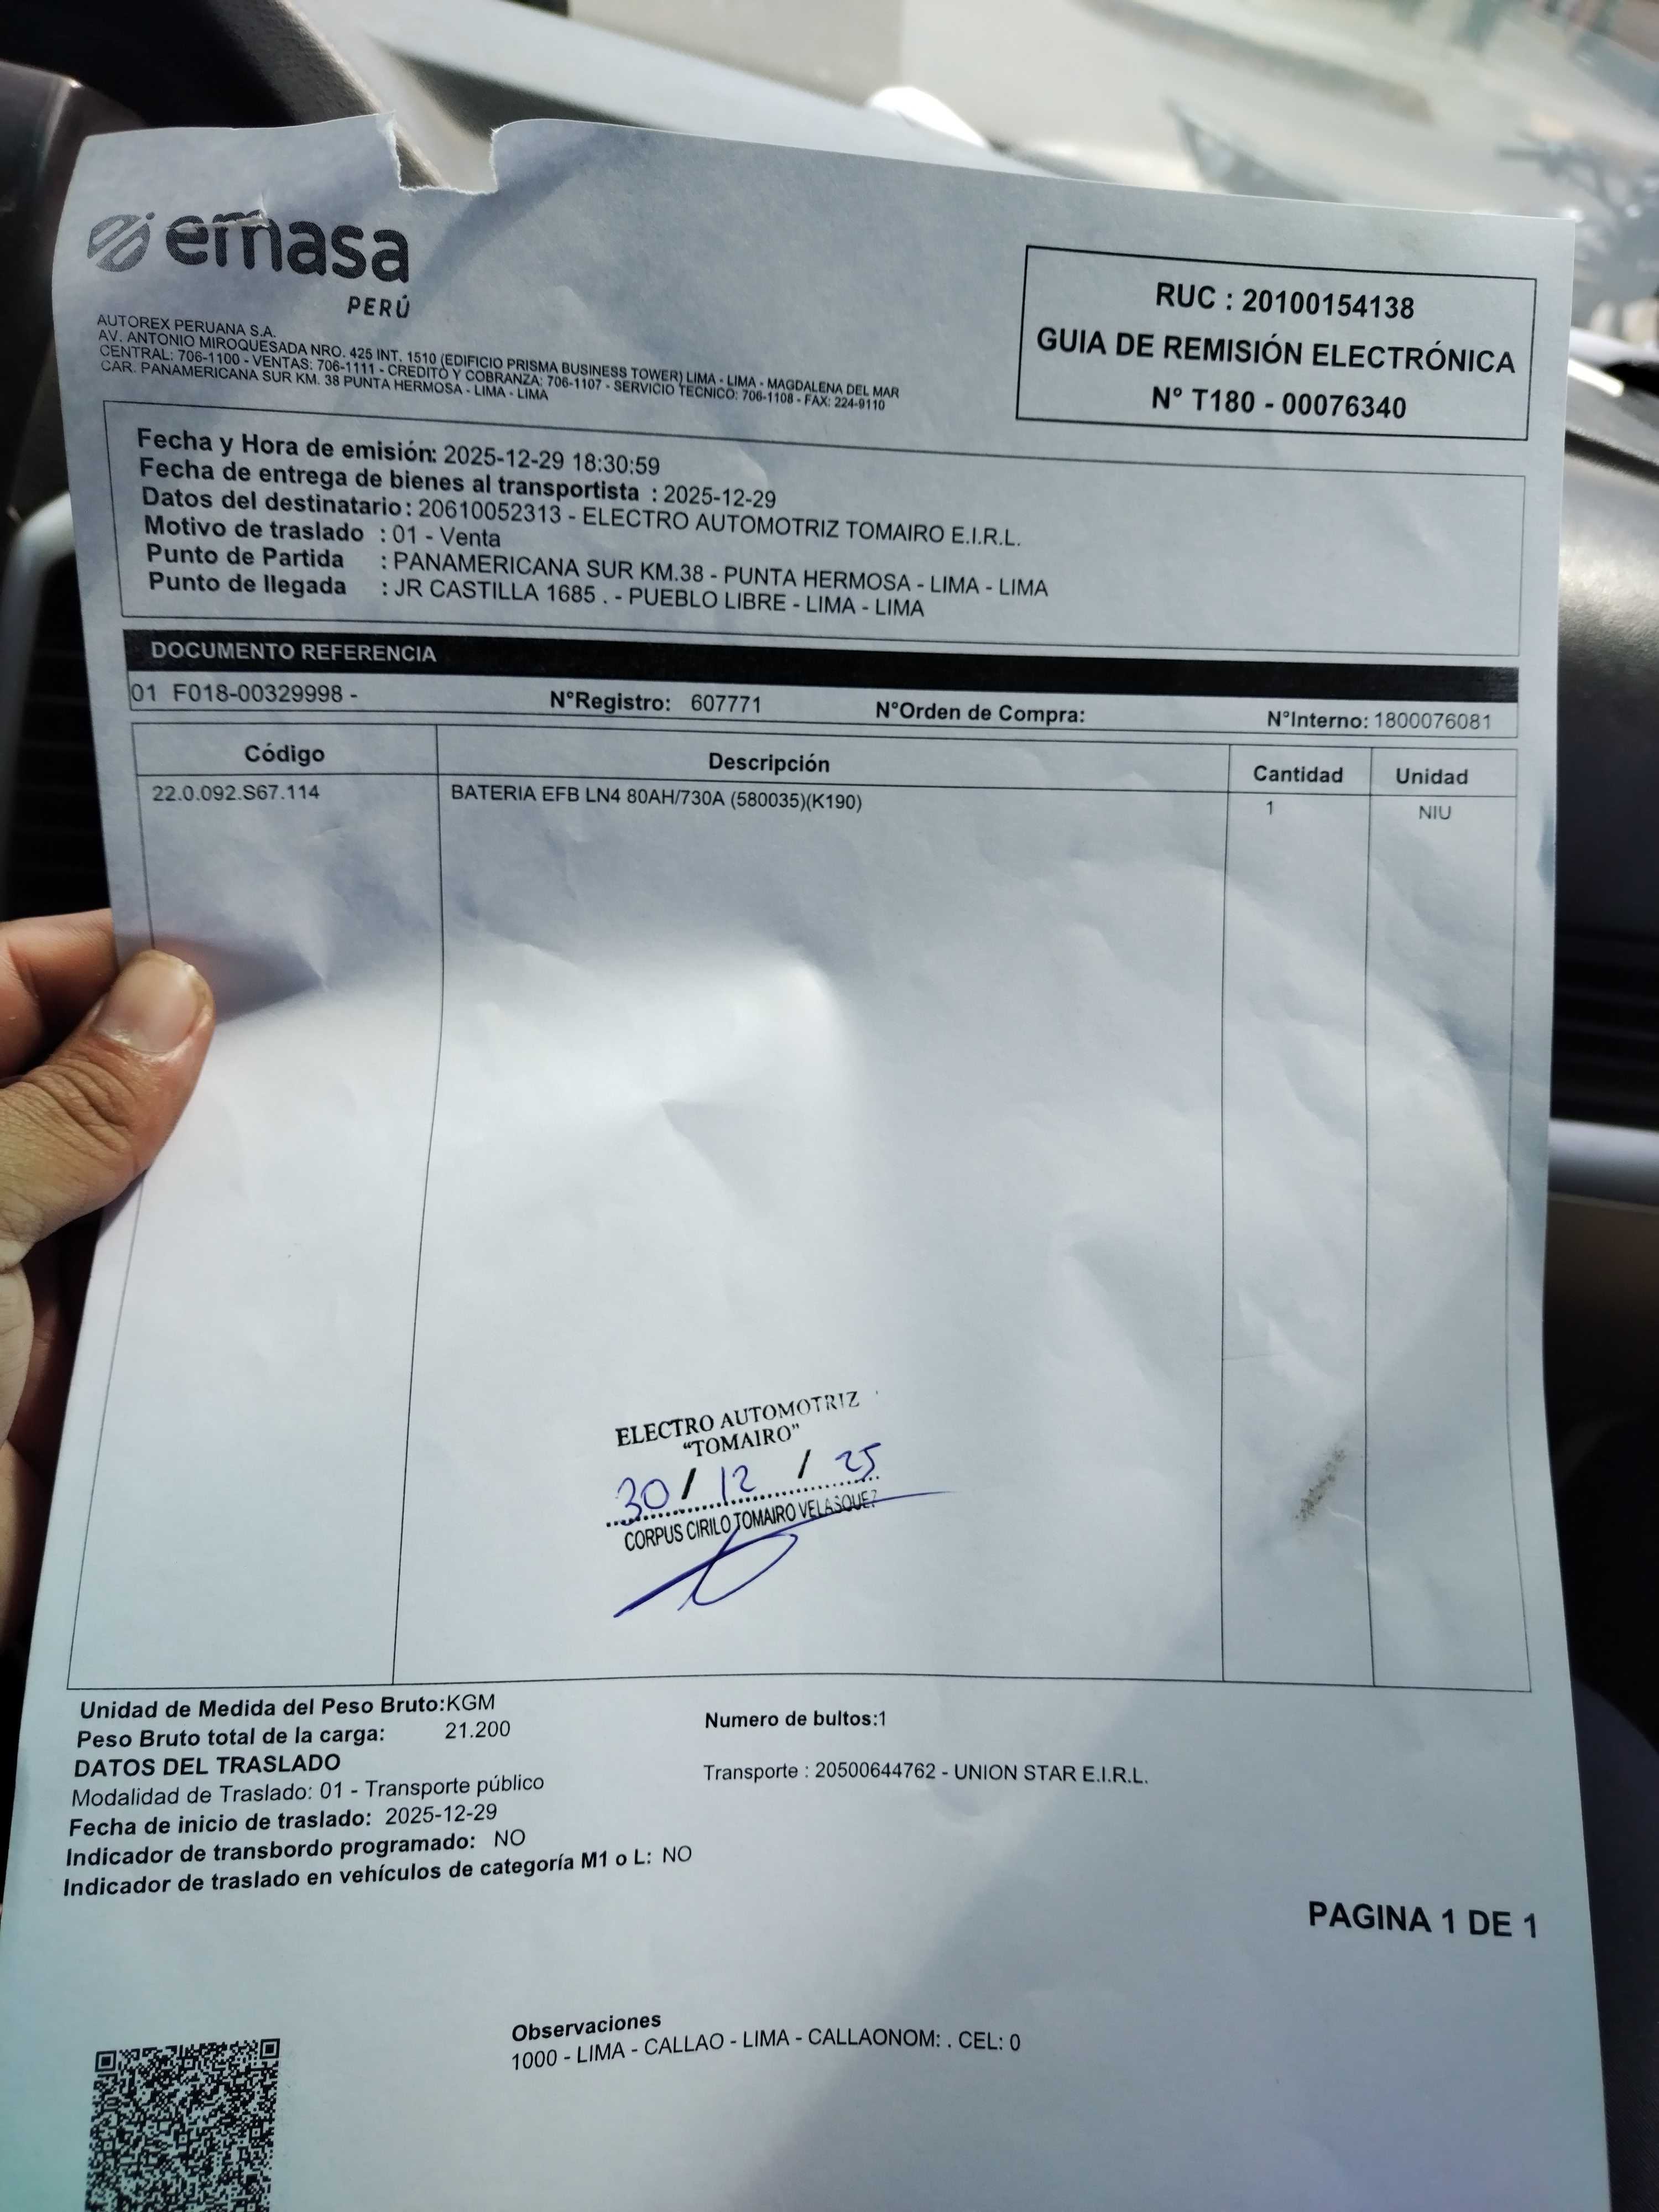 emasa
PERÚ
AUTOREX PERUANA S.A.
AV. ANTONIO MIROQUESADA NRO. 425 INT. 1510 (EDIFICIO PRISMA BUSINESS TOWER) LIMA - LIMA - MAGDALENA DEL MAR
CENTRAL: 706-1100 - VENTAS: 706-1111 - CREDITO Y COBRANZA: 706-1107 - SERVICIO TECNICO: 706-1108 - FAX: 224-9110
CAR. PANAMERICANA SUR KM. 38 PUNTA HERMOSA - LIMA - LIMA
RUC : 20100154138
GUIA DE REMISIÓN ELECTRÓNICA
N° T180 - 00076340
Fecha y Hora de emisión: 2025-12-29 18:30:59
Fecha de entrega de bienes al transportista : 2025-12-29
Datos del destinatario : 20610052313 - ELECTRO AUTOMOTRIZ TOMAIRO E.I.R.L.
Motivo de traslado : 01 - Venta
Punto de Partida : PANAMERICANA SUR KM.38 - PUNTA HERMOSA - LIMA - LIMA
Punto de llegada : JR CASTILLA 1685 . - PUEBLO LIBRE - LIMA - LIMA
DOCUMENTO REFERENCIA
01 F018-00329998 - N°Registro: 607771 N°Orden de Compra: N°Interno: 1800076081
Código Descripción Cantidad Unidad
22.0.092.S67.114 BATERIA EFB LN4 80AH/730A (580035)(K190) 1 NIU
ELECTRO AUTOMOTRIZ
"TOMAIRO"
30 / 12 / 25
CORPUS CIRILO TOMAIRO VELASQUEZ
Unidad de Medida del Peso Bruto:KGM
Peso Bruto total de la carga: 21.200 Numero de bultos:1
DATOS DEL TRASLADO
Modalidad de Traslado: 01 - Transporte público Transporte : 20500644762 - UNION STAR E.I.R.L.
Fecha de inicio de traslado: 2025-12-29
Indicador de transbordo programado: NO
Indicador de traslado en vehículos de categoría M1 o L: NO
PAGINA 1 DE 1
Observaciones
1000 - LIMA - CALLAO - LIMA - CALLAONOM: . CEL: 0